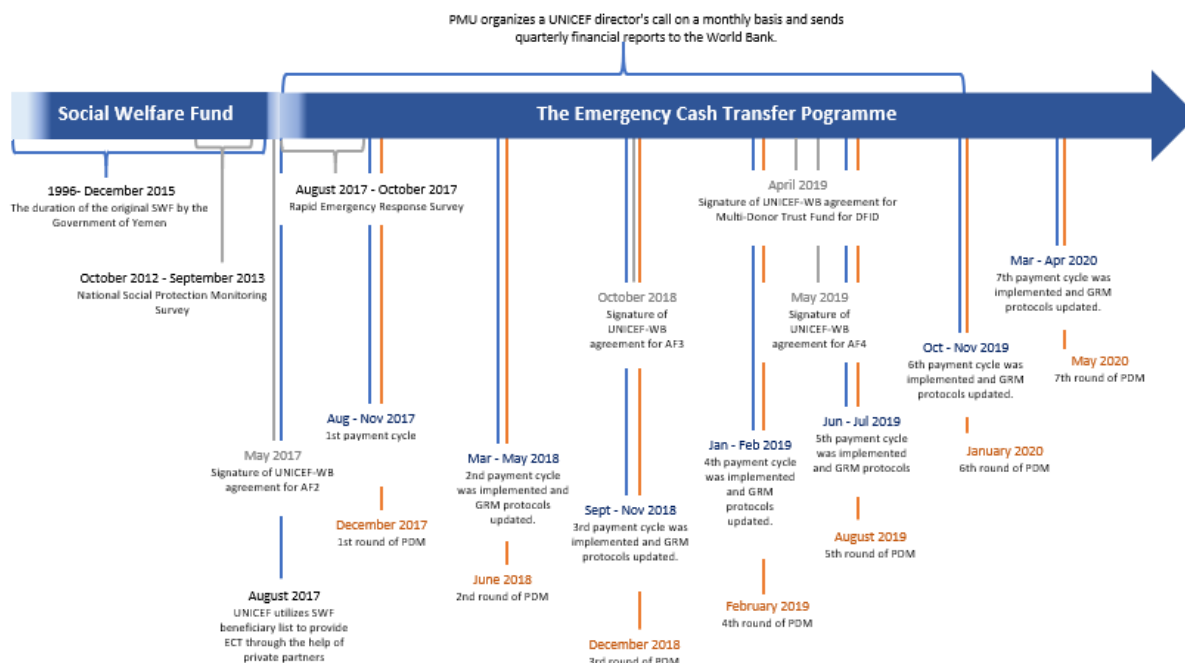 PMU organizes a UNICEF director's call on a monthly basis and sends
quarterly financial reports to the World Bank.
Social Welfare Fund
The Emergency Cash Transfer Pogramme
1996- December 2015
The duration of the original SWF by the
Government of Yemen
October 2012 - September 2013
National Social Protection Monitoring
Survey
May 2017
Signature of UNICEF-WB
agreement for AF2
August 2017
UNICEF utilizes SWF
beneficiary list to provide
ECT through the help of
private partners
August 2017 - October 2017
Rapid Emergency Response Survey
Aug - Nov 2017
1st payment cycle
December 2017
1st round of PDM
Mar - May 2018
2nd payment cycle
was implemented and
GRM protocols
updated.
June 2018
2nd round of PDM
October 2018
Signature of
UNICEF-WB
agreement for AF3
Sept - Nov 2018
3rd payment cycle was
implemented and GRM
protocols updated.
December 2018
3rd round of PDM
April 2019
Signature of UNICEF-WB agreement for
Multi-Donor Trust Fund for DFID
Jan - Feb 2019
4th payment cycle
was implemented
and GRM
protocols
updated.
February 2019
4th round of PDM
May 2019
Signature of
UNICEF-WB
agreement for AF4
Jun - Jul 2019
5th payment cycle
was implemented
and GRM protocols
August 2019
5th round of PDM
Oct - Nov 2019
6th payment cycle was
implemented and GRM
protocols updated.
January 2020
6th round of PDM
Mar - Apr 2020
7th payment cycle was
implemented and GRM
protocols updated.
May 2020
7th round of PDM